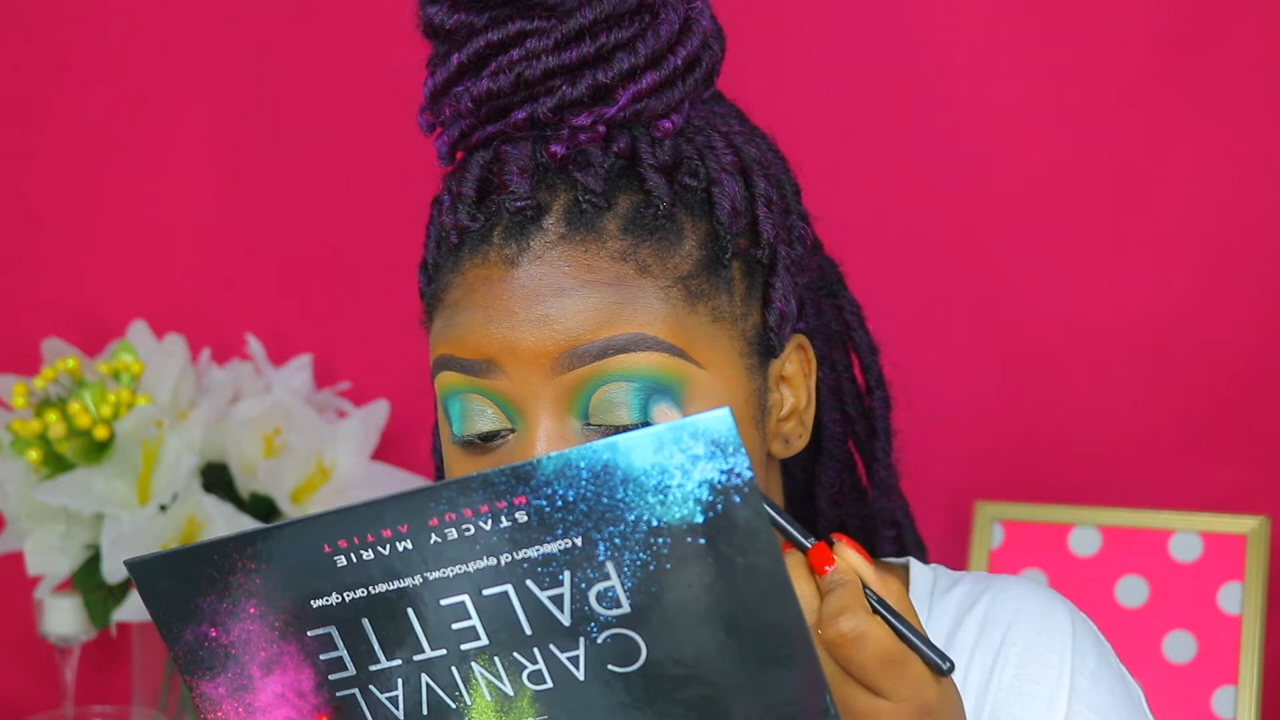 CARNIVAL
PALETTE
A collection of eyeshadows, shimmers and glows
STACEY MARIE
MAKEUP ARTIST